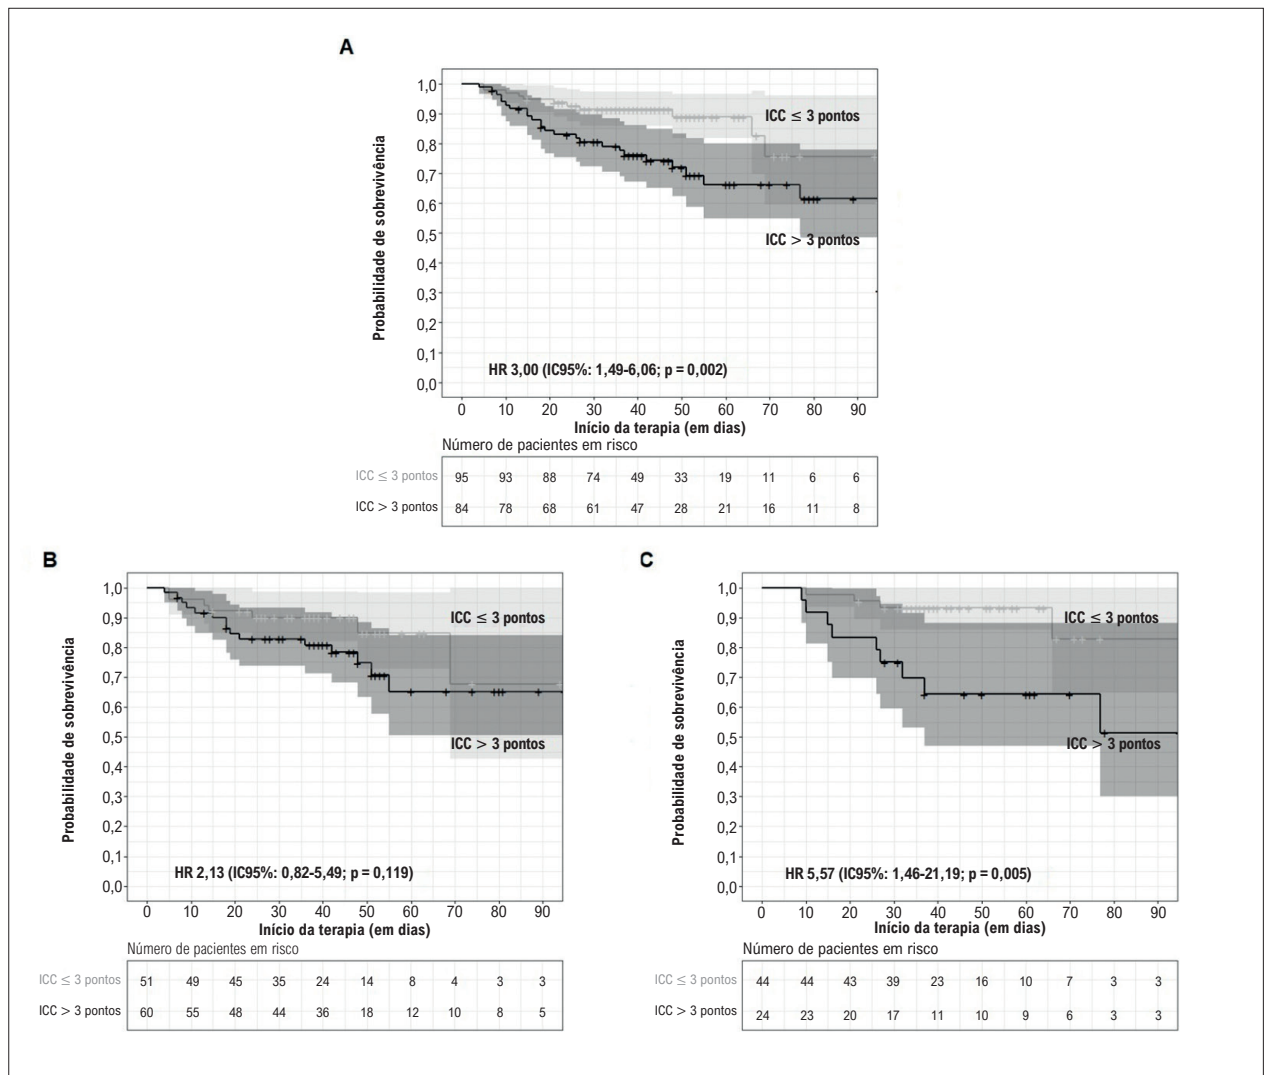 A
1,0
0,9
0,8
0,7
0,6
0,5
0,4
0,3
0,2
0,1
0,0
Probabilidade de sobrevivência
ICC ≤ 3 pontos
ICC > 3 pontos
HR 3,00 (IC95%: 1,49-6,06; p = 0,002)
0 10 20 30 40 50 60 70 80 90
Início da terapia (em dias)
Número de pacientes em risco
ICC ≤ 3 pontos 95 93 88 74 49 33 19 11 6 6
ICC > 3 pontos 84 78 68 61 47 28 21 16 11 8
B
1,0
0,9
0,8
0,7
0,6
0,5
0,4
0,3
0,2
0,1
0,0
Probabilidade de sobrevivência
ICC ≤ 3 pontos
ICC > 3 pontos
HR 2,13 (IC95%: 0,82-5,49; p = 0,119)
0 10 20 30 40 50 60 70 80 90
Início da terapia (em dias)
Número de pacientes em risco
ICC ≤ 3 pontos 51 49 45 35 24 14 8 4 3 3
ICC > 3 pontos 60 55 48 44 36 18 12 10 8 5
C
1,0
0,9
0,8
0,7
0,6
0,5
0,4
0,3
0,2
0,1
0,0
Probabilidade de sobrevivência
ICC ≤ 3 pontos
ICC > 3 pontos
HR 5,57 (IC95%: 1,46-21,19; p = 0,005)
0 10 20 30 40 50 60 70 80 90
Início da terapia (em dias)
Número de pacientes em risco
ICC ≤ 3 pontos 44 44 43 39 23 16 10 7 3 3
ICC > 3 pontos 24 23 20 17 11 10 9 6 3 3